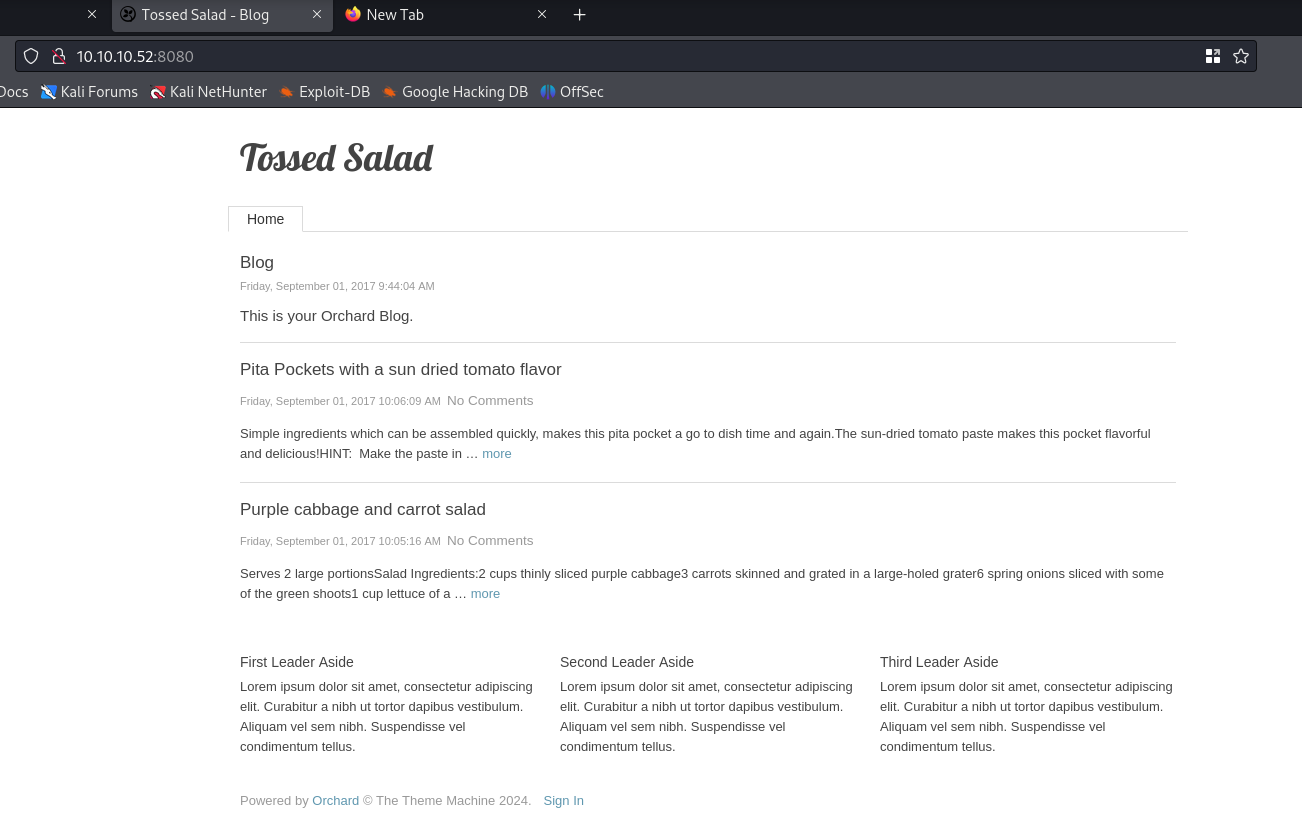 Tossed Salad - Blog
New Tab
10.10.10.52:8080
Docs Kali Forums Kali NetHunter Exploit-DB Google Hacking DB OffSec
Tossed Salad
Home
Blog
Friday, September 01, 2017 9:44:04 AM
This is your Orchard Blog.
Pita Pockets with a sun dried tomato flavor
Friday, September 01, 2017 10:06:09 AM No Comments
Simple ingredients which can be assembled quickly, makes this pita pocket a go to dish time and again.The sun-dried tomato paste makes this pocket flavorful
and delicious!HINT:  Make the paste in … more
Purple cabbage and carrot salad
Friday, September 01, 2017 10:05:16 AM No Comments
Serves 2 large portionsSalad Ingredients:2 cups thinly sliced purple cabbage3 carrots skinned and grated in a large-holed grater6 spring onions sliced with some
of the green shoots1 cup lettuce of a … more
First Leader Aside
Lorem ipsum dolor sit amet, consectetur adipiscing
elit. Curabitur a nibh ut tortor dapibus vestibulum.
Aliquam vel sem nibh. Suspendisse vel
condimentum tellus.
Second Leader Aside
Lorem ipsum dolor sit amet, consectetur adipiscing
elit. Curabitur a nibh ut tortor dapibus vestibulum.
Aliquam vel sem nibh. Suspendisse vel
condimentum tellus.
Third Leader Aside
Lorem ipsum dolor sit amet, consectetur adipiscing
elit. Curabitur a nibh ut tortor dapibus vestibulum.
Aliquam vel sem nibh. Suspendisse vel
condimentum tellus.
Powered by Orchard © The Theme Machine 2024. Sign In